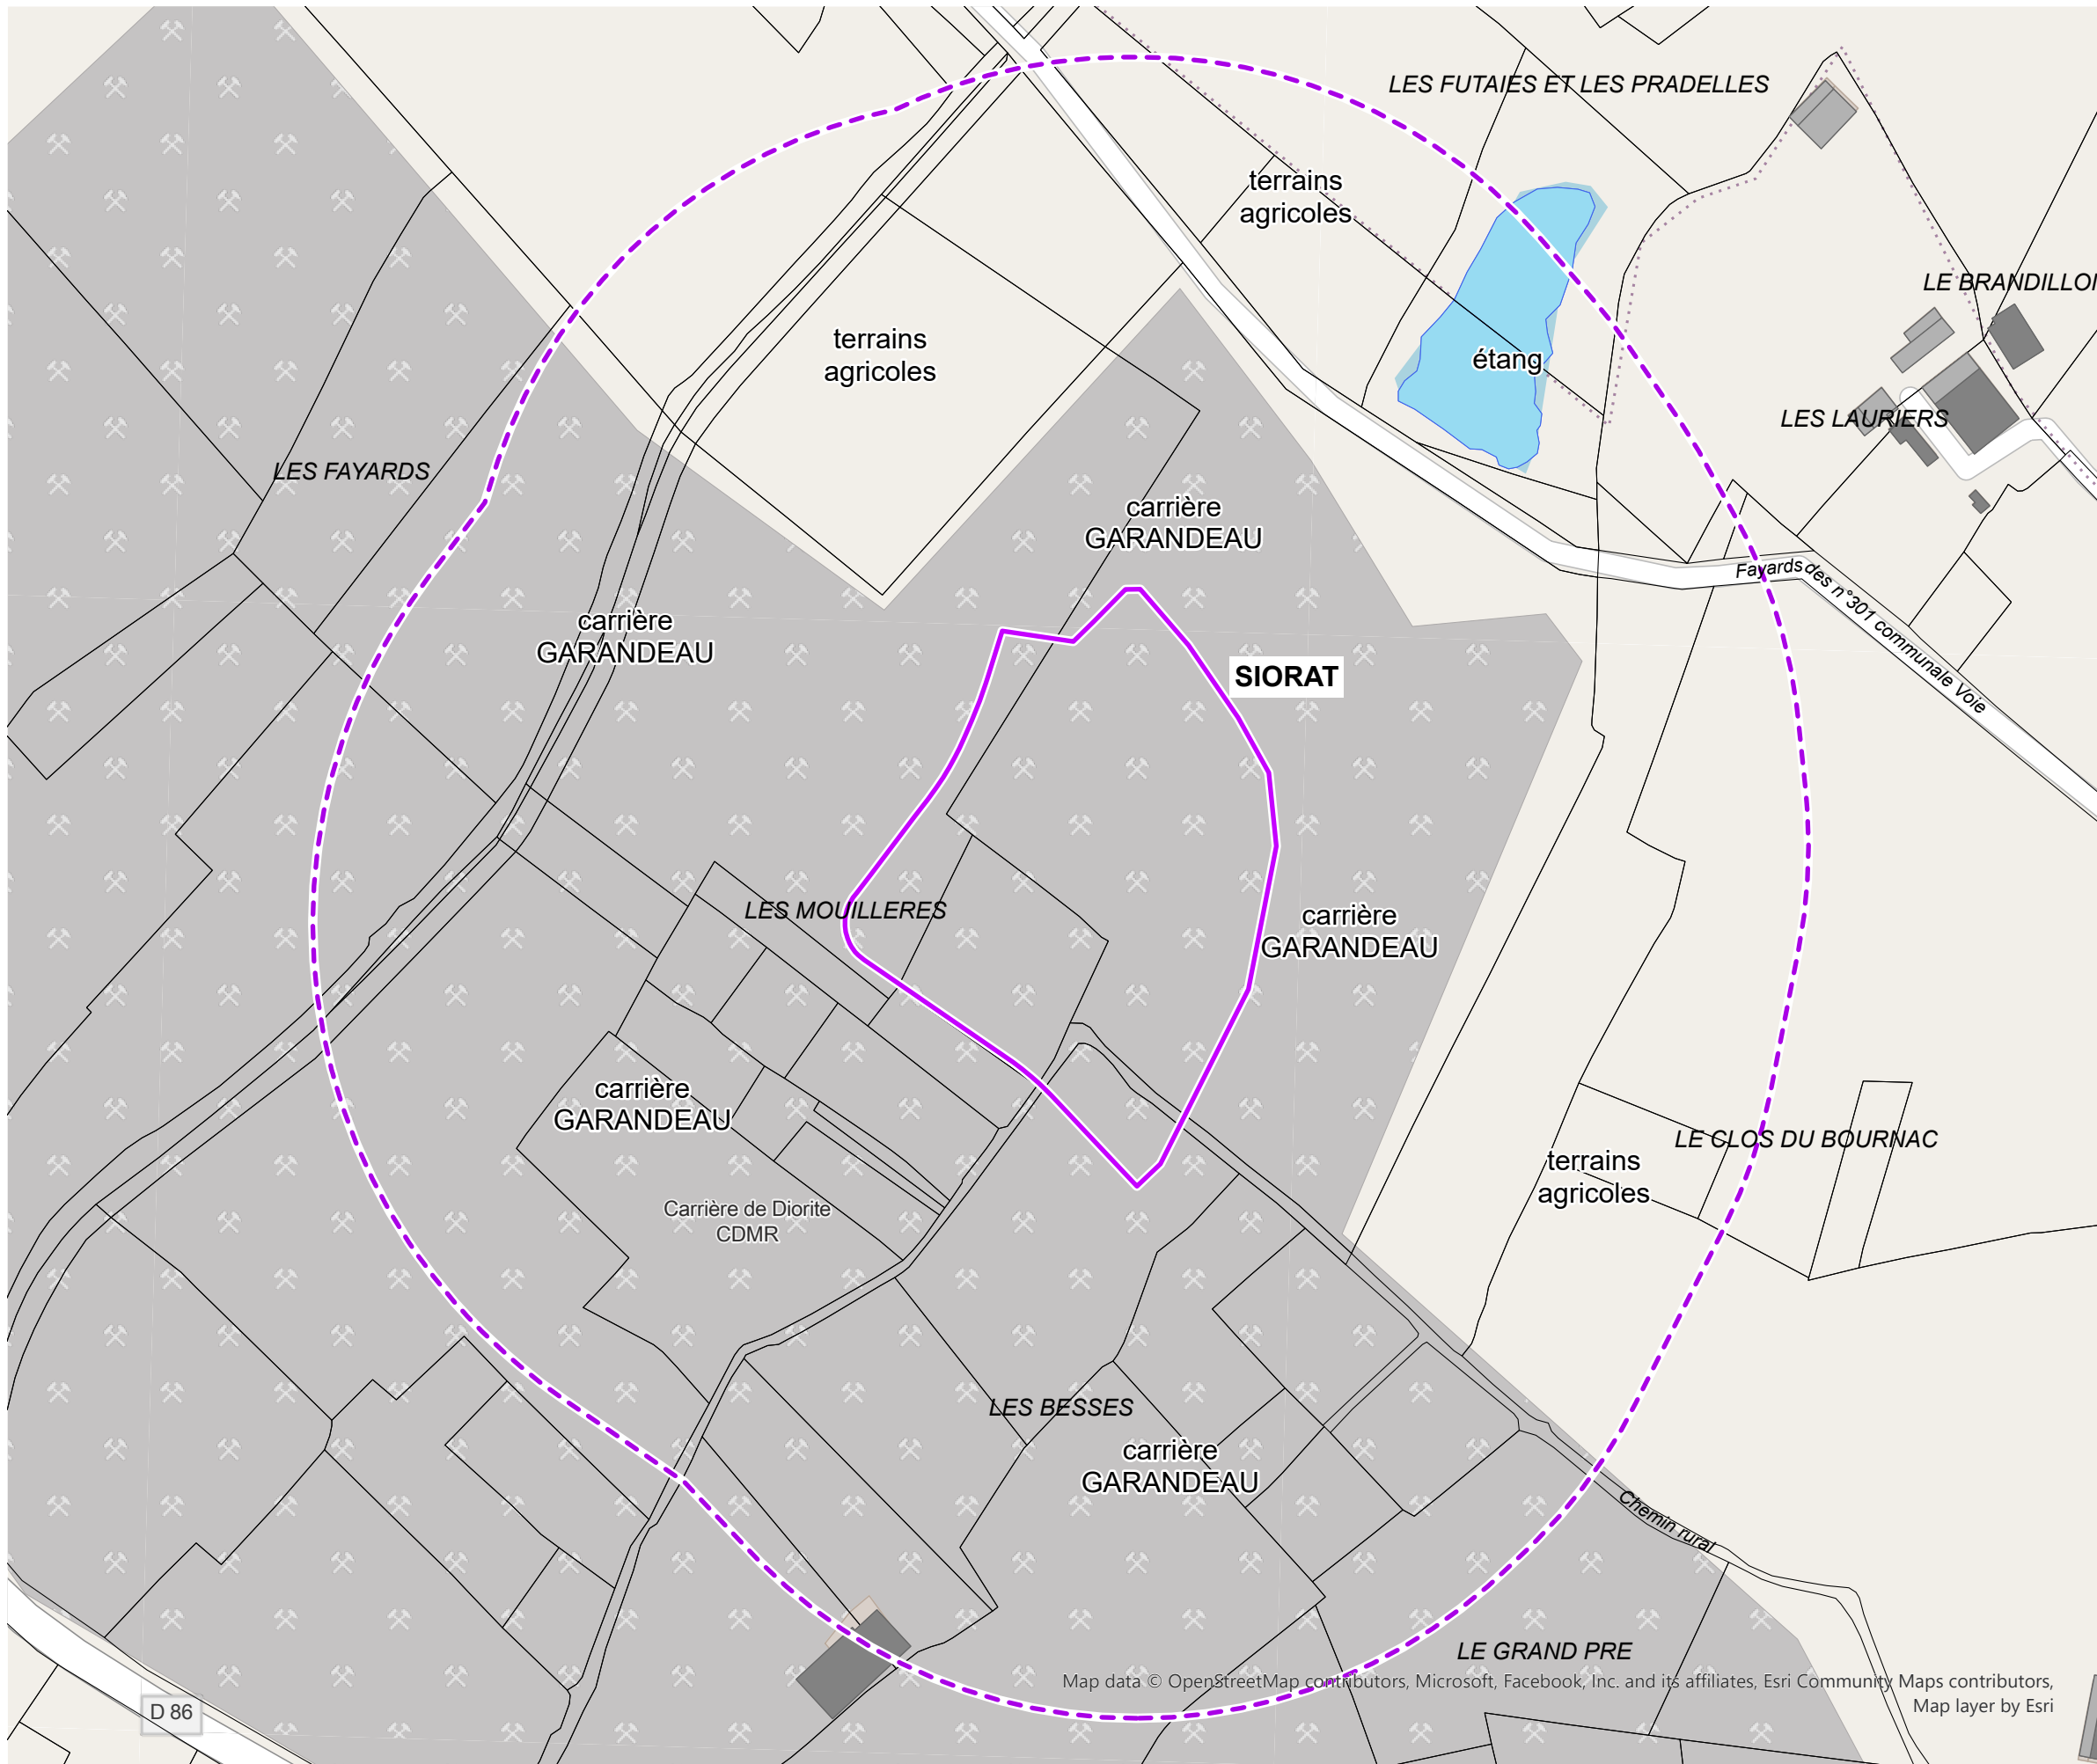 LES FUTAIES ET LES PRADELLES
terrains
agricoles
LE BRANDILLOI
terrains
agricoles
étang
LES LAURIERS
LES FAYARDS
carrière
GARANDEAU
Fayards des n°301 communale Voie
carrière
GARANDEAU
SIORAT
LES MOUILLERES
carrière
GARANDEAU
carrière
GARANDEAU
LE CLOS DU BOURNAC
terrains
agricoles
Carrière de Diorite
CDMR
LES BESSES
carrière
GARANDEAU
Chemin rural
LE GRAND PRE
Map data © OpenStreetMap contributors, Microsoft, Facebook, Inc. and its affiliates, Esri Community Maps contributors,
Map layer by Esri
D 86